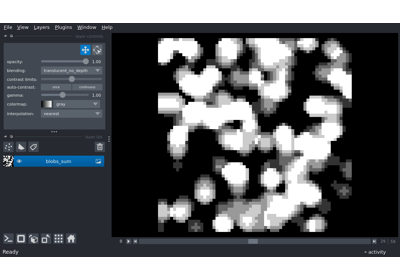 File View Layers Plugins Window Help
opacity: 1.00
blending: translucent_no_depth
contrast limits:
auto-contrast: once continuous
gamma: 1.00
colormap: gray
interpolation: nearest
blobs_sum
Ready
activity